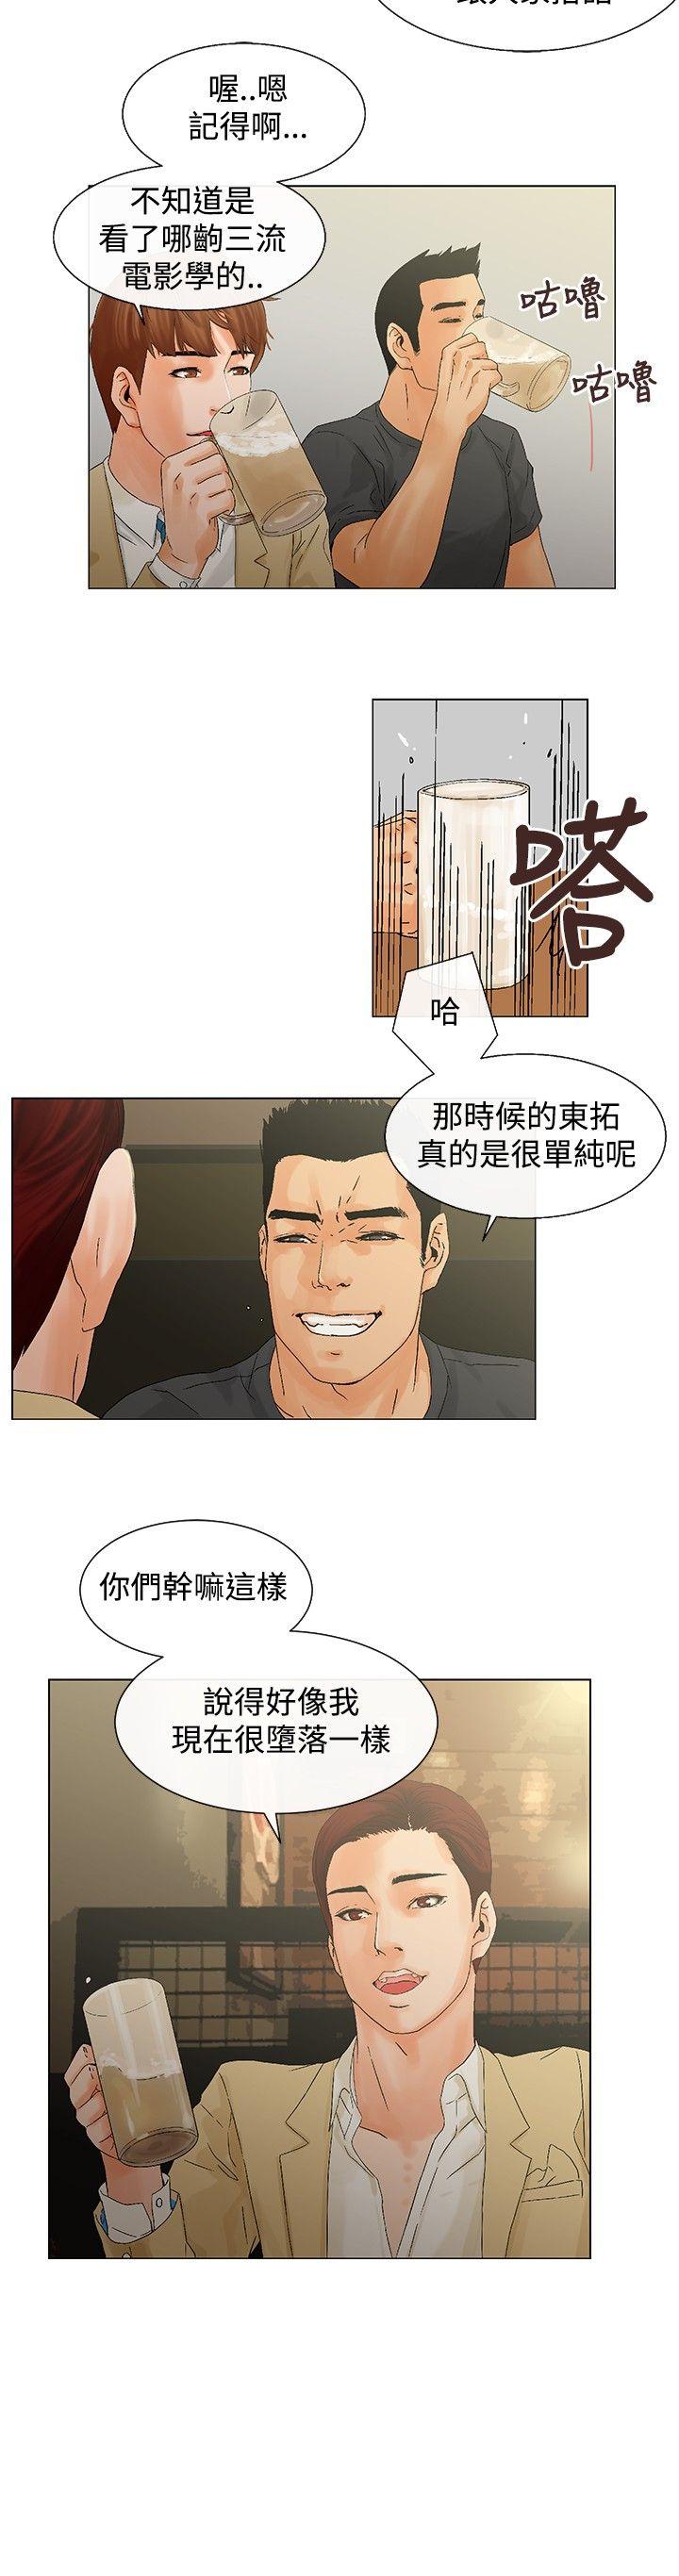 喔..嗯
記得啊...
不知道是
看了哪齣三流
電影學的..
咕嚕
咕嚕
嗒
哈
那時候的東拓
真的是很單純呢
你們幹嘛這樣
說得好像我
現在很墮落一樣